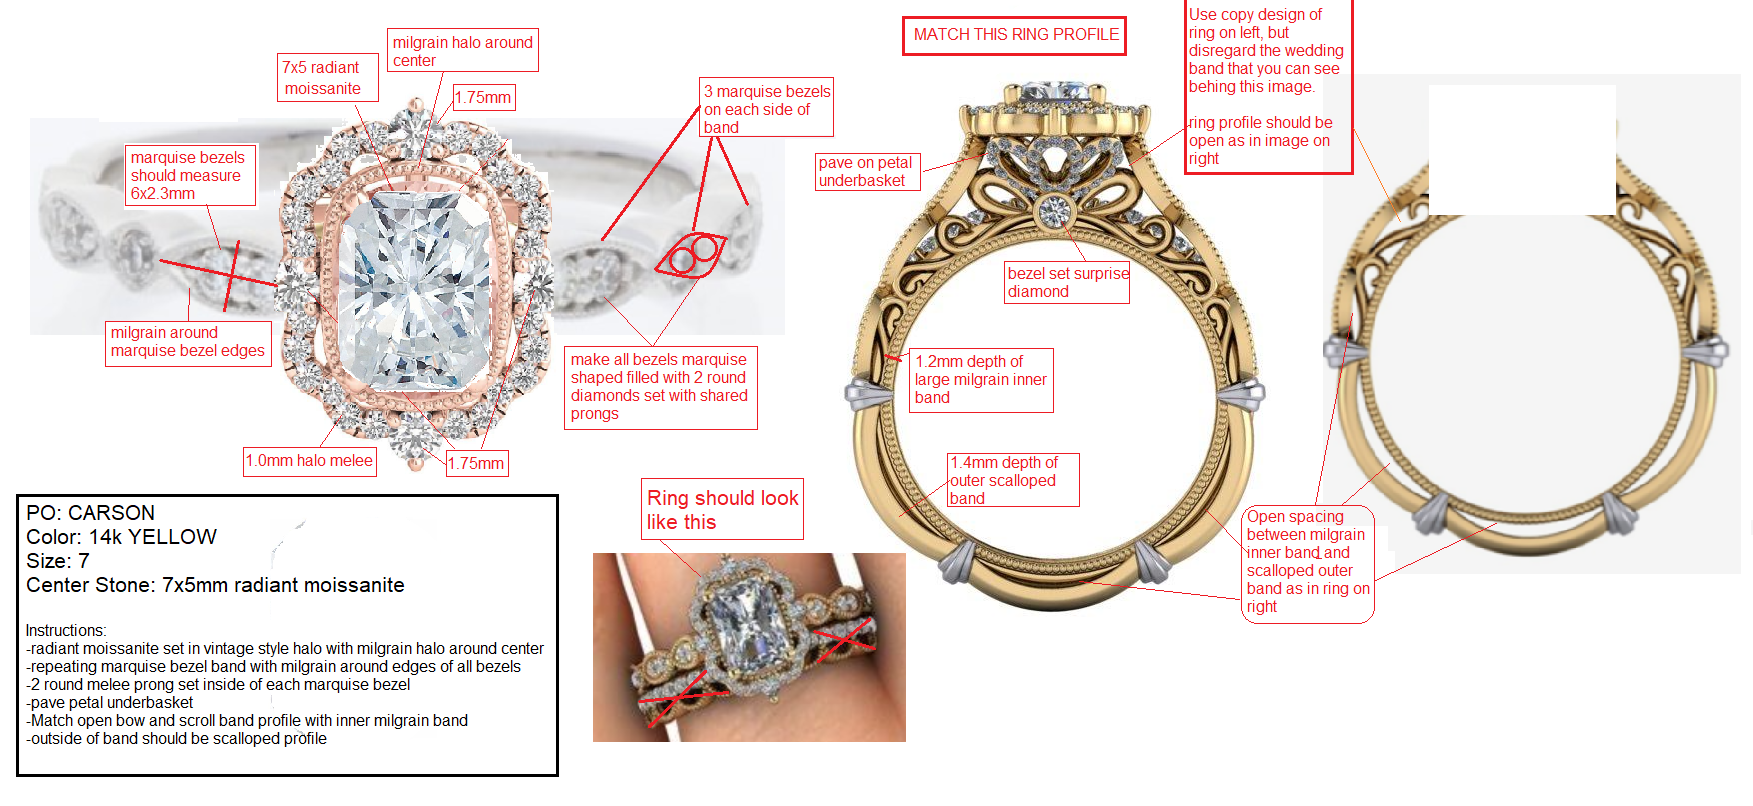 milgrain halo around
center
7x5 radiant
moissanite
1.75mm
3 marquise bezels
on each side of
band
marquise bezels
should measure
6x2.3mm
milgrain around
marquise bezel edges
make all bezels marquise
shaped filled with 2 round
diamonds set with shared
prongs
1.0mm halo melee
1.75mm
MATCH THIS RING PROFILE
Use copy design of
ring on left, but
disregard the wedding
band that you can see
behing this image.
ring profile should be
open as in image on
right
pave on petal
underbasket
bezel set surprise
diamond
1.2mm depth of
large milgrain inner
band
1.4mm depth of
outer scalloped
band
Open spacing
between milgrain
inner band and
scalloped outer
band as in ring on
right
Ring should look
like this
PO: CARSON
Color: 14k YELLOW
Size: 7
Center Stone: 7x5mm radiant moissanite
Instructions:
-radiant moissanite set in vintage style halo with milgrain halo around center
-repeating marquise bezel band with milgrain around edges of all bezels
-2 round melee prong set inside of each marquise bezel
-pave petal underbasket
-Match open bow and scroll band profile with inner milgrain band
-outside of band should be scalloped profile